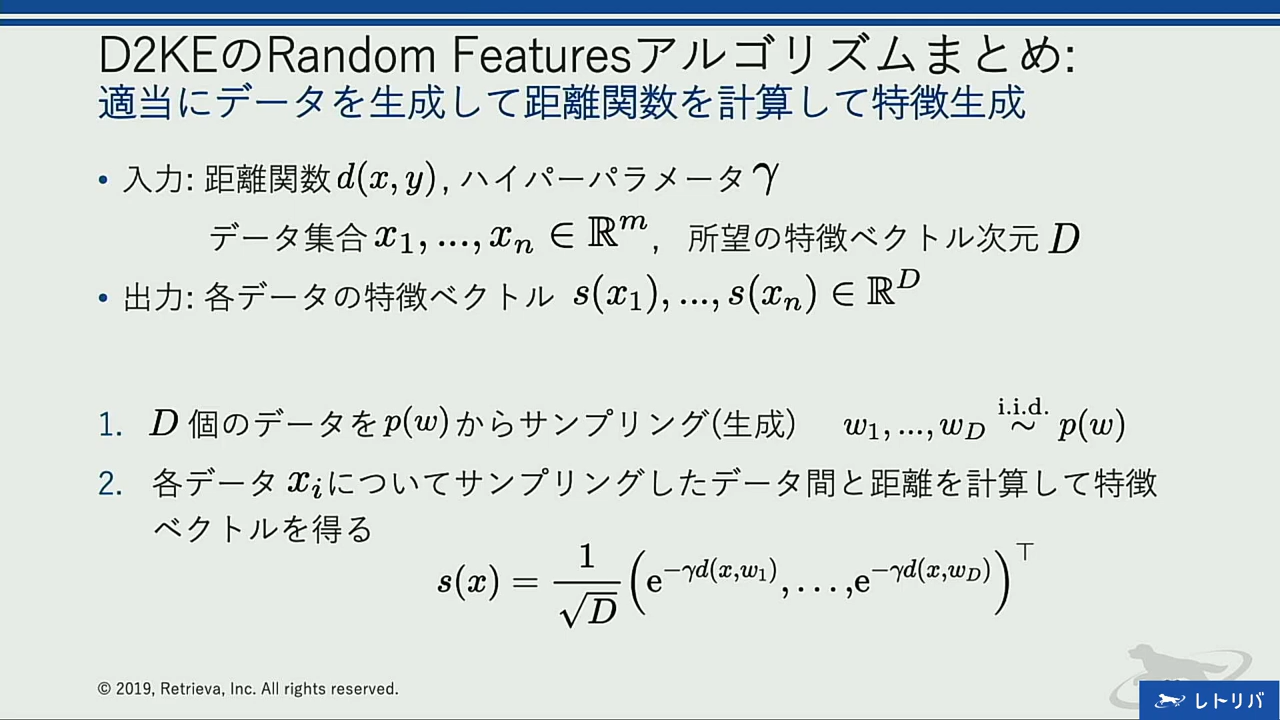 D2KEのRandom Featuresアルゴリズムまとめ:
適当にデータを生成して距離関数を計算して特徴生成
• 入力: 距離関数 d(x, y), ハイパーパラメータ γ
データ集合 x₁, ..., xₙ ∈ ℝᵐ, 所望の特徴ベクトル次元 D
• 出力: 各データの特徴ベクトル s(x₁), ..., s(xₙ) ∈ ℝᴰ
1. D 個のデータを p(w) からサンプリング(生成) w₁, ..., w_D i.i.d. ∼ p(w)
2. 各データ xᵢ についてサンプリングしたデータ間と距離を計算して特徴
ベクトルを得る
s(x) = 1/√D (e^{-γd(x,w₁)}, . . . , e^{-γd(x,w_D)})^⊤
© 2019, Retrieva, Inc. All rights reserved.
レトリバ